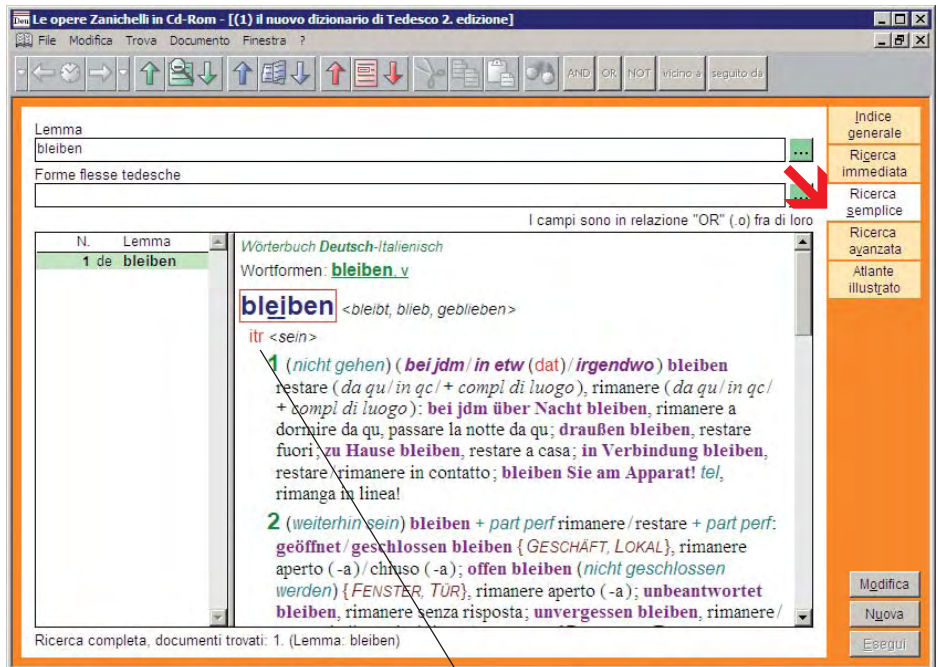 Le opere Zanichelli in Cd-Rom - [(1) il nuovo dizionario di Tedesco 2. edizione]
File Modifica Trova Documento Finestra ?
AND OR NOT vicino a seguito da
Lemma
bleiben
...
Forme flesse tedesche
...
I campi sono in relazione "OR" (.o) fra di loro
Indice
generale
Ricerca
immediata
Ricerca
semplice
Ricerca
avanzata
Atlante
illustrato
N. Lemma
1 de bleiben
Wörterbuch Deutsch-Italienisch
Wortformen: bleiben, v
bleiben <bleibt, blieb, geblieben>
itr <sein>
1 (nicht gehen) (bei jdm/in etw (dat)/irgendwo) bleiben
restare (da qu/in qc/+ compl di luogo), rimanere (da qu/in qc/
+ compl di luogo): bei jdm über Nacht bleiben, rimanere a
dormire da qu, passare la notte da qu; draußen bleiben, restare
fuori; zu Hause bleiben, restare a casa; in Verbindung bleiben,
restare/rimanere in contatto; bleiben Sie am Apparat! tel,
rimanga in linea!
2 (weiterhin sein) bleiben + part perf rimanere/restare + part perf:
geöffnet/geschlossen bleiben {GESCHÄFT, LOKAL}, rimanere
aperto (-a)/chiuso (-a); offen bleiben (nicht geschlossen
werden) {FENSTER, TÜR}, rimanere aperto (-a); unbeantwortet
bleiben, rimanere senza risposta; unvergessen bleiben, rimanere/
Modifica
Nuova
Esegui
Ricerca completa, documenti trovati: 1. (Lemma: bleiben)